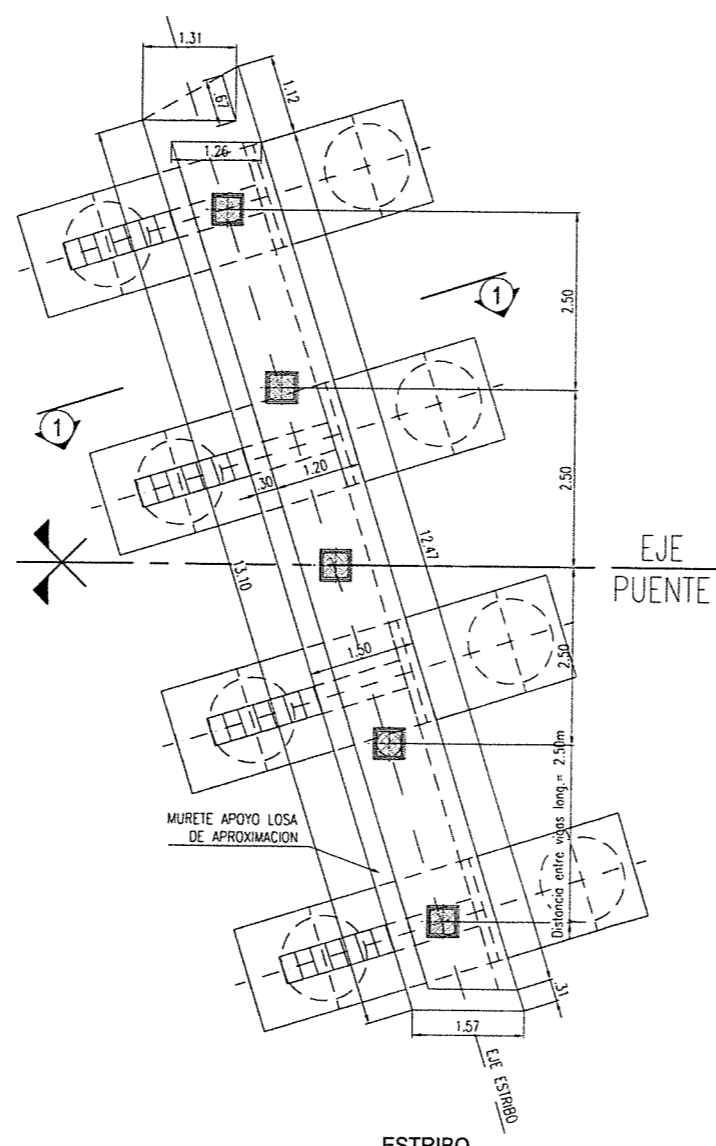 1.31
1.12
.67
1.26
2.50
1
1
2.50
.30
1.20
12.47
13.10
EJE
PUENTE
1.50
2.50
MURETE APOYO LOSA
DE APROXIMACION
Distancia entre vigas long.= 2.50m
.31
1.57
EJE ESTRIBO
ESTRIBO